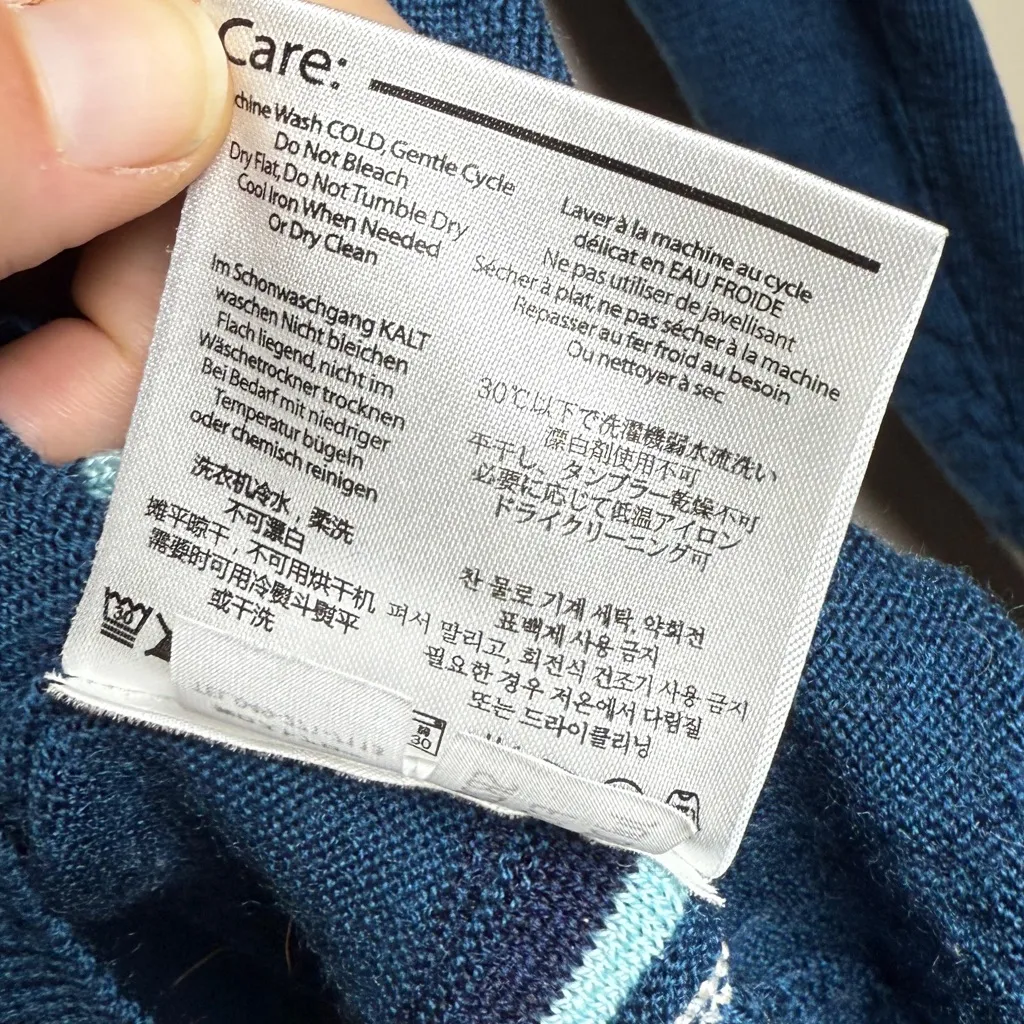 Care:
chine Wash COLD, Gentle Cycle
Do Not Bleach
Dry Flat, Do Not Tumble Dry
Cool Iron When Needed
Or Dry Clean
Im Schonwaschgang KALT
waschen Nicht bleichen
Flach liegend, nicht im
Wäschetrockner trocknen
Bei Bedarf mit niedriger
Temperatur bügeln
oder chemisch reinigen
洗衣机冷水，柔洗
不可漂白
摊平晾干，不可用烘干机
需要时可用冷熨斗熨平
或干洗
Laver à la machine au cycle
délicat en EAU FROIDE
Ne pas utiliser de javellisant
Sécher à plat, ne pas sécher à la machine
Repasser au fer froid au besoin
Ou nettoyer à sec
30℃以下で洗濯機弱水流洗い
漂白剤使用不可
平干し、タンブラー乾燥不可
必要に応じて低温アイロン
ドライクリーニング可
찬 물로 기계 세탁, 약회전
표백제 사용 금지
펴서 말리고, 회전식 건조기 사용 금지
필요한 경우 저온에서 다림질
또는 드라이클리닝
30
30